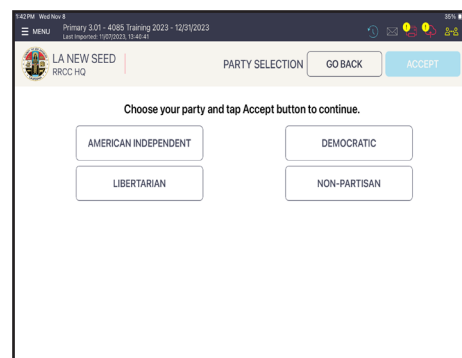 1:42 PM Wed Nov 8
35%
MENU
Primary 3.01 - 4085 Training 2023 - 12/31/2023
Last Imported: 11/07/2023, 13:40:41
LA NEW SEED
RRCC HQ
PARTY SELECTION
GO BACK
ACCEPT
Choose your party and tap Accept button to continue.
AMERICAN INDEPENDENT
DEMOCRATIC
LIBERTARIAN
NON-PARTISAN